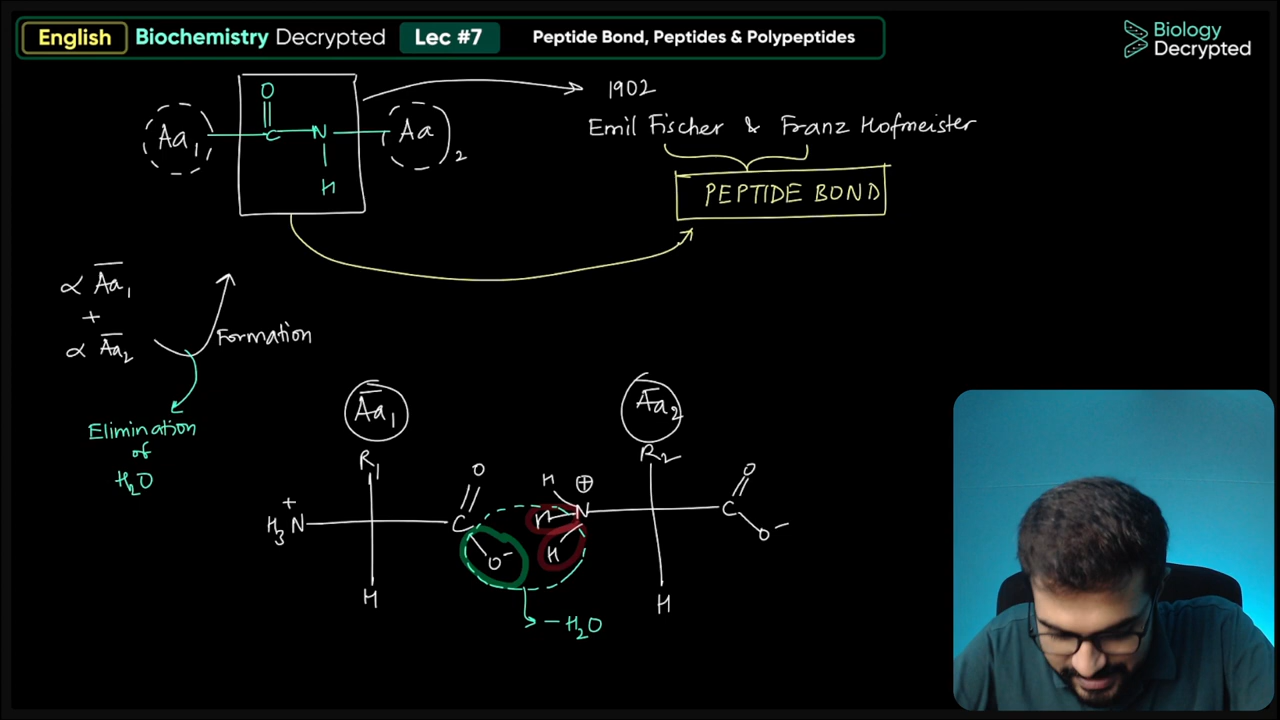 English Biochemistry Decrypted Lec #7 Peptide Bond, Peptides & Polypeptides
Biology
Decrypted
O
Aa1 C N Aa2
H
1902
Emil Fischer & Franz Hofmeister
PEPTIDE BOND
α Aa1
+
α Aa2
Formation
Elimination
of
H2O
Aa1
Aa2
R1
R2
H3N+ C O O-
H
H H H N ⊕ C O O-
H
- H2O